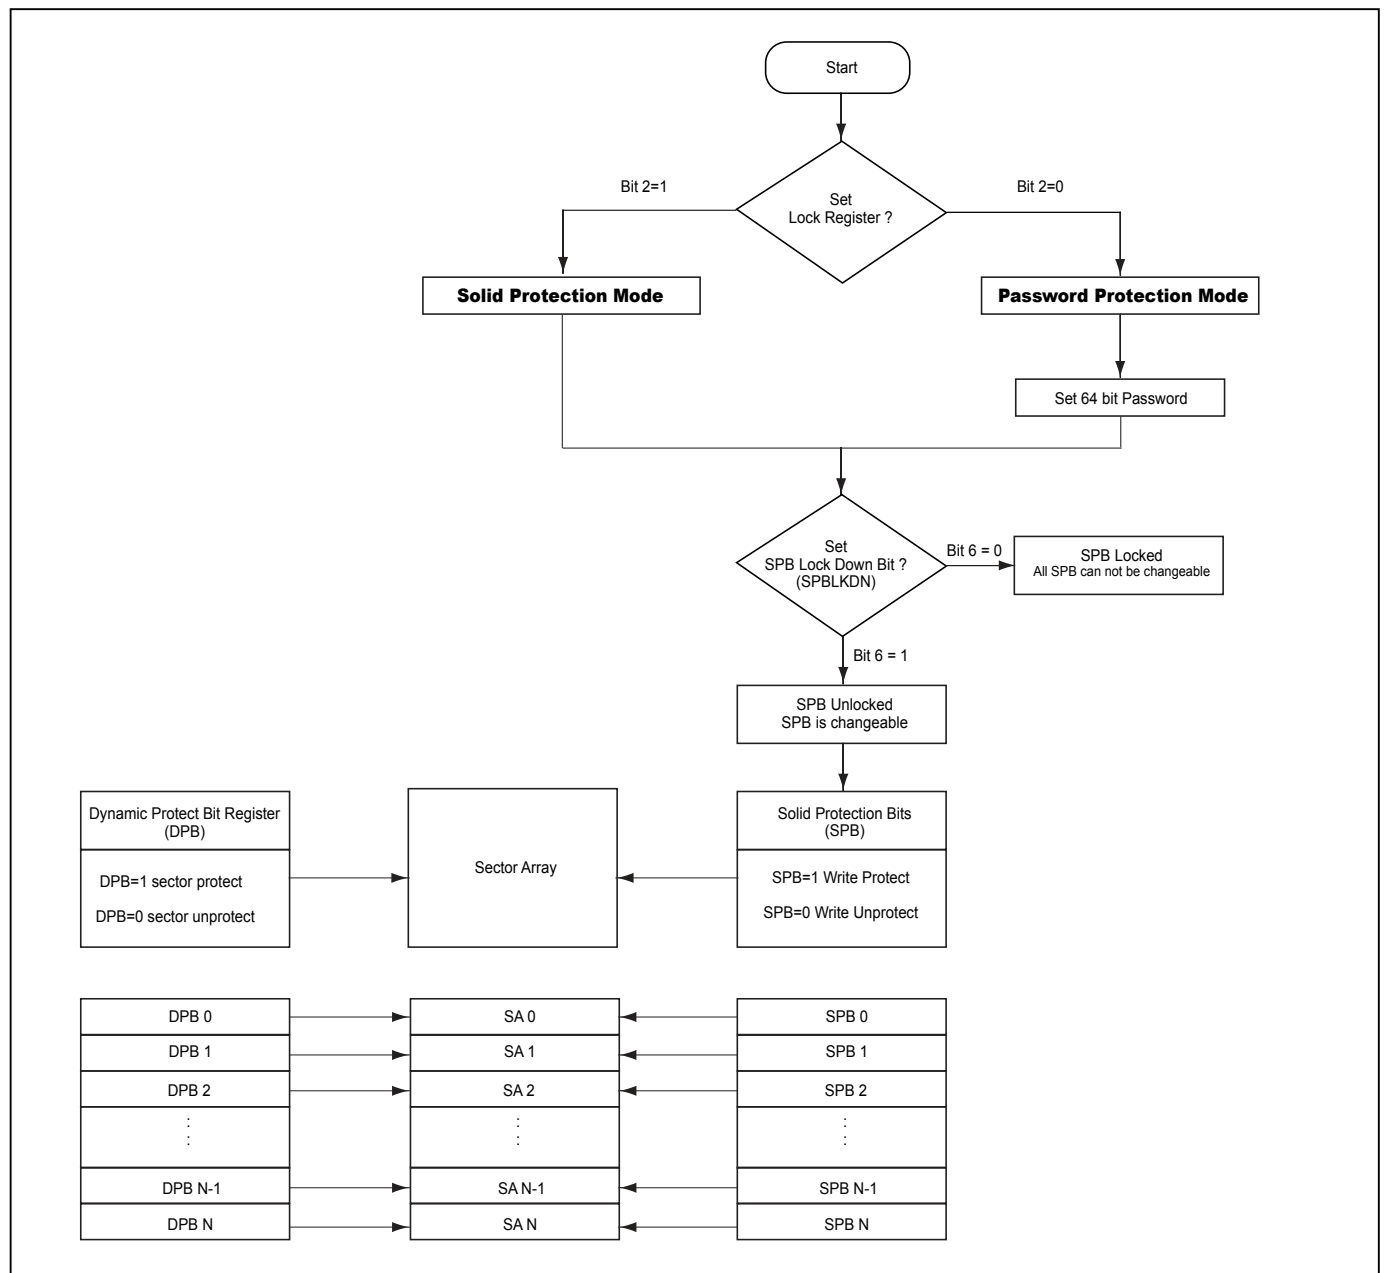 Start
Bit 2=1
Bit 2=0
Set
Lock Register ?
Solid Protection Mode
Password Protection Mode
Set 64 bit Password
Set
SPB Lock Down Bit ?
(SPBLKDN)
Bit 6 = 0
SPB Locked
All SPB can not be changeable
Bit 6 = 1
SPB Unlocked
SPB is changeable
Dynamic Protect Bit Register
(DPB)
DPB=1 sector protect
DPB=0 sector unprotect
Sector Array
Solid Protection Bits
(SPB)
SPB=1 Write Protect
SPB=0 Write Unprotect
DPB 0
SA 0
SPB 0
DPB 1
SA 1
SPB 1
DPB 2
SA 2
SPB 2
DPB N-1
SA N-1
SPB N-1
DPB N
SA N
SPB N